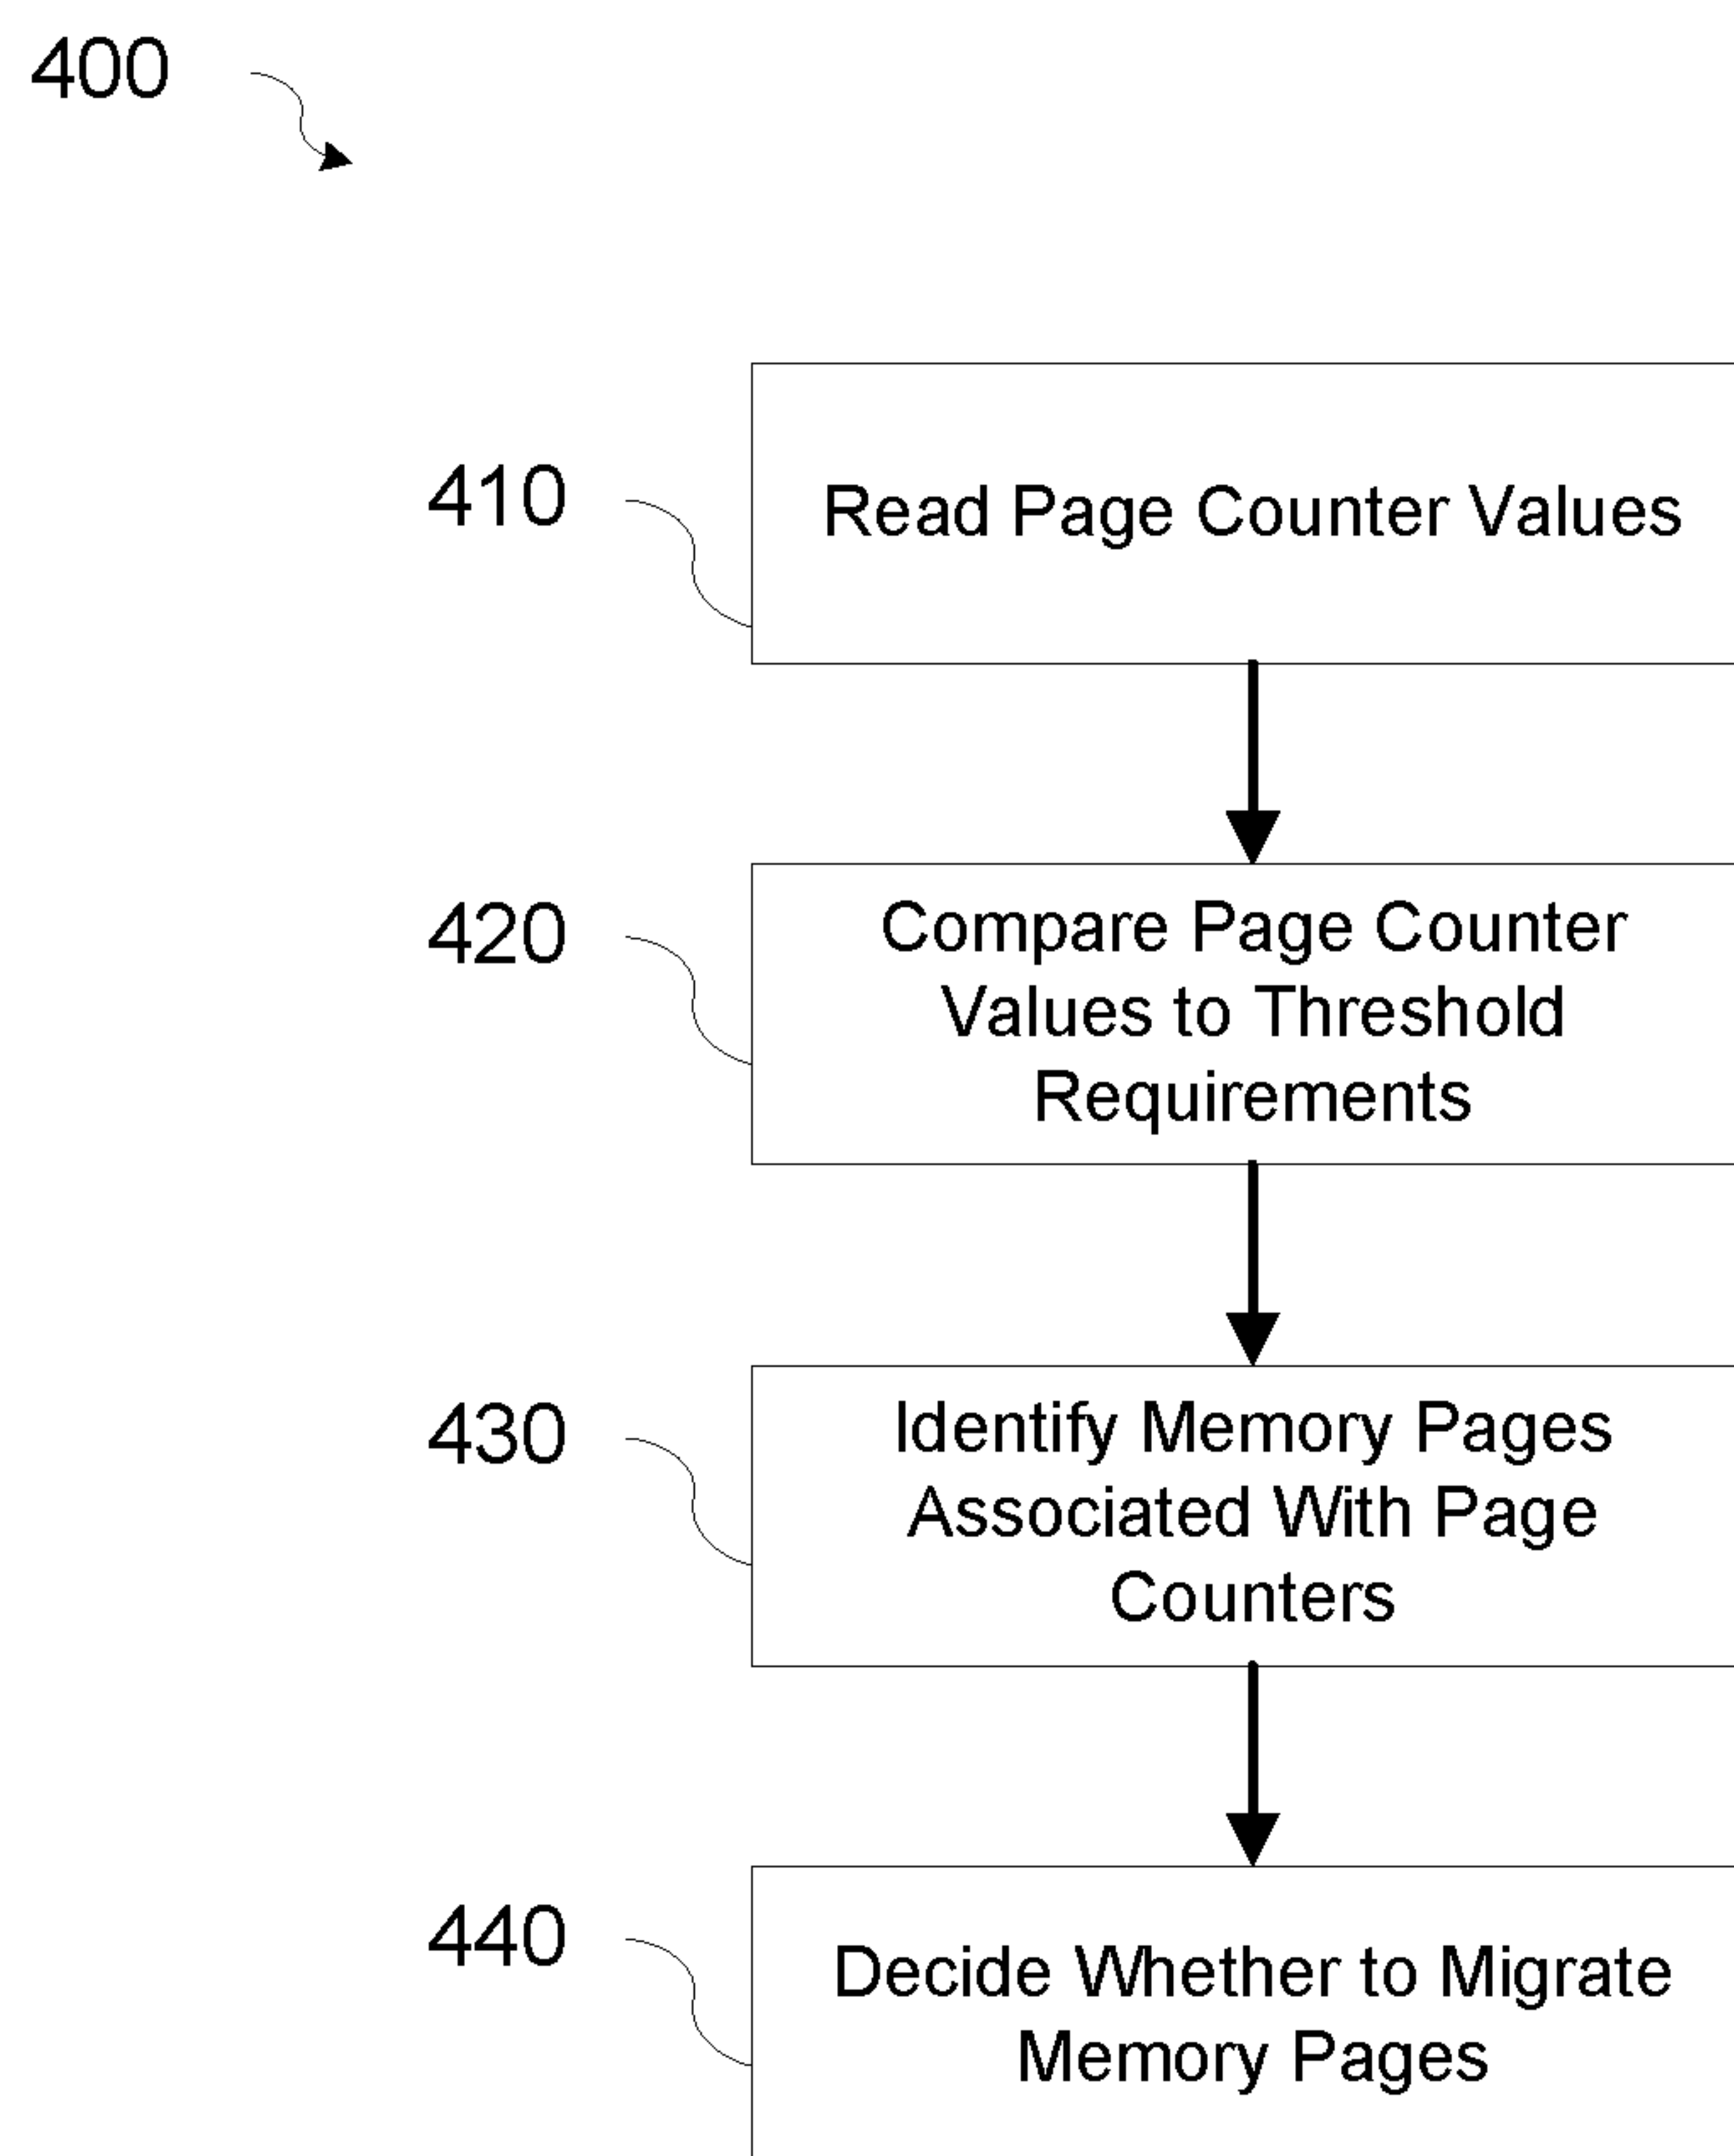 400
410
Read Page Counter Values
420
Compare Page Counter
Values to Threshold
Requirements
430
Identify Memory Pages
Associated With Page
Counters
440
Decide Whether to Migrate
Memory Pages